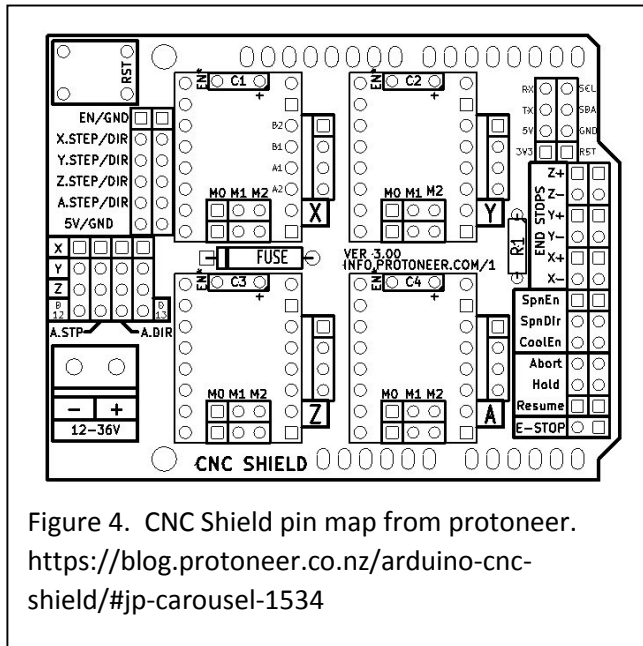 RST
EN/GND
X.STEP/DIR
Y.STEP/DIR
Z.STEP/DIR
A.STEP/DIR
5V/GND
X
Y
Z
D 12
D 13
A.STP
A.DIR
- +
12-36V
EN*
C1
+
B2
B1
A1
A2
M0 M1 M2
X
EN*
C2
+
M0 M1 M2
Y
FUSE
VER 3.00
INFO.PROTONEER.COM/1
R1
EN*
C3
+
M0 M1 M2
Z
EN*
C4
+
M0 M1 M2
A
CNC SHIELD
RX SCL
TX SDA
5V GND
3V3 RST
END STOPS
Z+
Z-
Y+
Y-
X+
X-
SpnEn
SpnDir
CoolEn
Abort
Hold
Resume
E-STOP
Figure 4. CNC Shield pin map from protoneer.
https://blog.protoneer.co.nz/arduino-cnc-
shield/#jp-carousel-1534